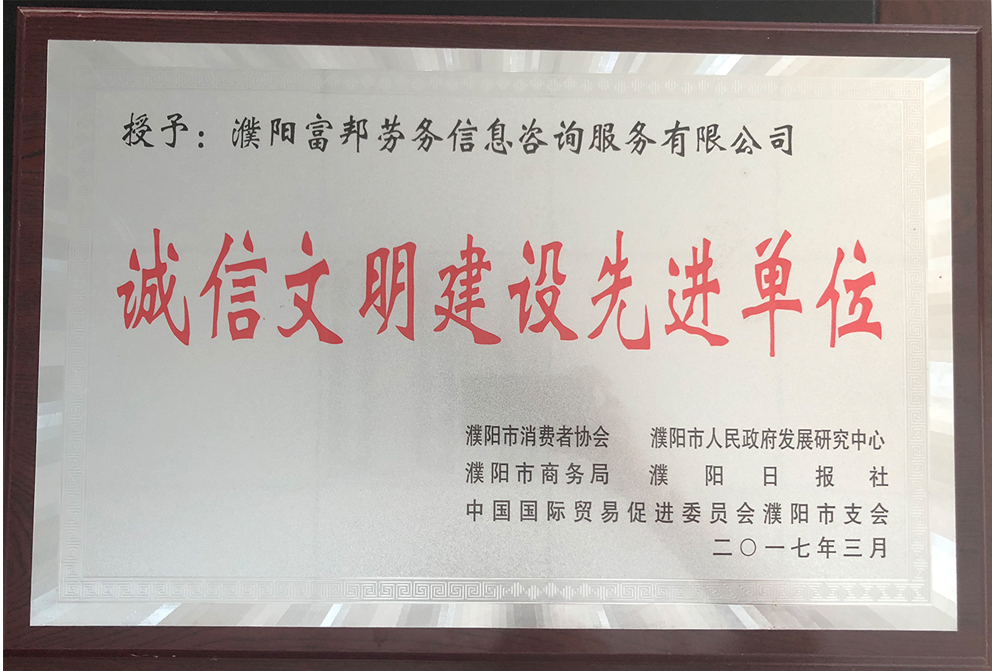 授予：濮阳富邦劳务信息咨询服务有限公司
诚信文明建设先进单位
濮阳市消费者协会 濮阳市人民政府发展研究中心
濮阳市商务局 濮阳日报社
中国国际贸易促进委员会濮阳市支会
二〇一七年三月